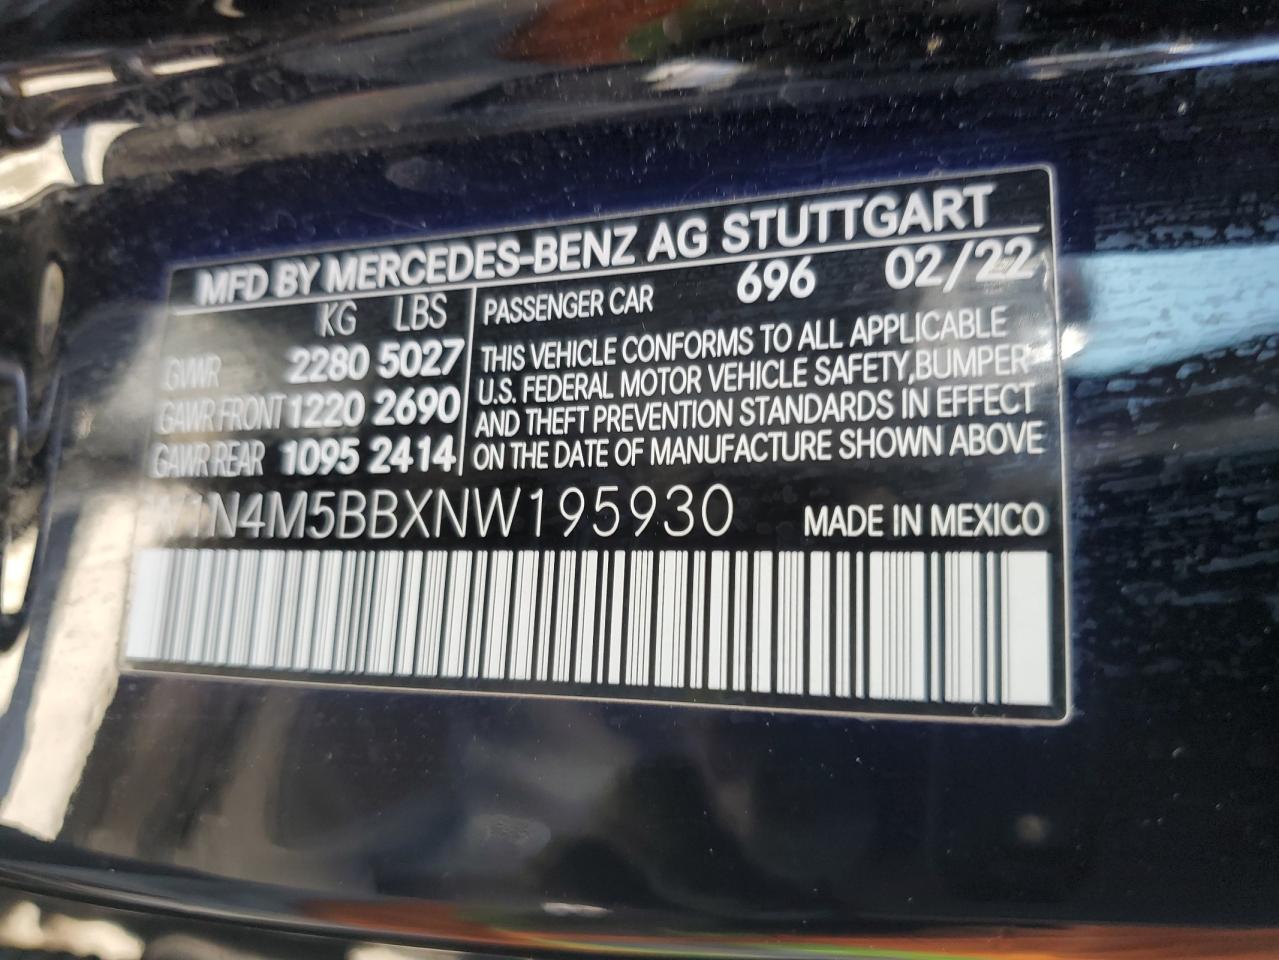 MFD BY MERCEDES-BENZ AG STUTTGART
KG LBS
GVWR 2280 5027
GAWR FRONT 1220 2690
GAWR REAR 1095 2414
PASSENGER CAR 696 02/22
THIS VEHICLE CONFORMS TO ALL APPLICABLE
U.S. FEDERAL MOTOR VEHICLE SAFETY, BUMPER
AND THEFT PREVENTION STANDARDS IN EFFECT
ON THE DATE OF MANUFACTURE SHOWN ABOVE
W1N4M5BBXNW195930 MADE IN MEXICO